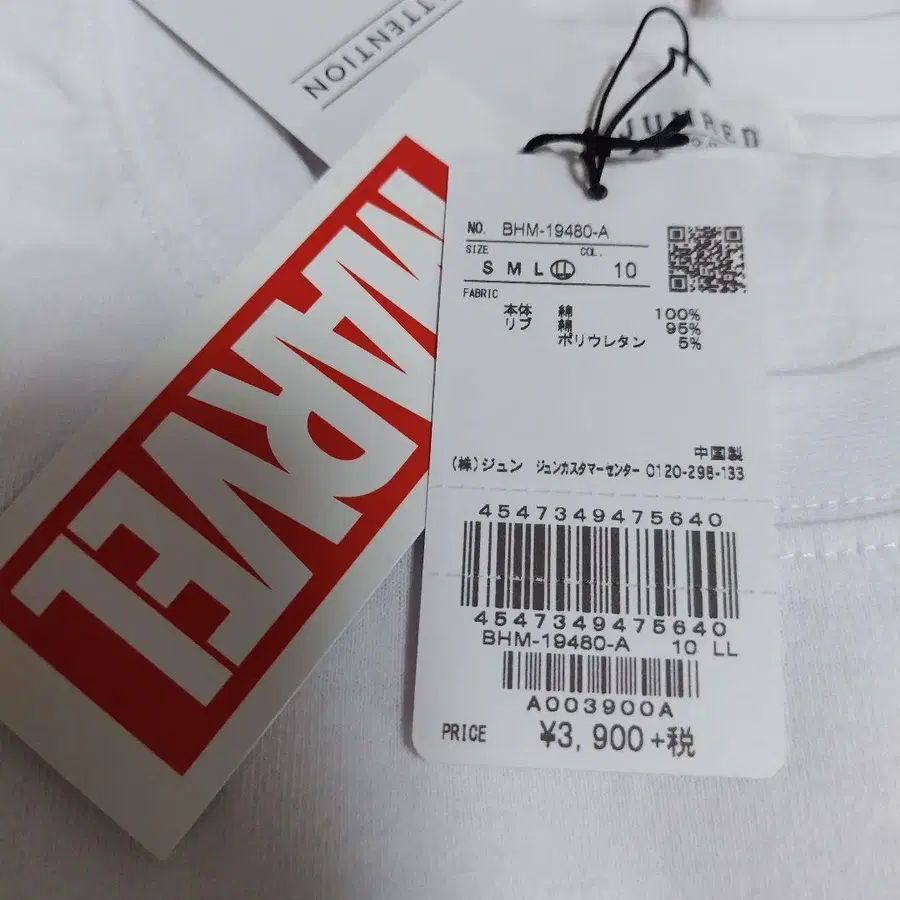 ATTENTION
MARVEL
JUNRED
NO. BHM-19480-A
SIZE COL.
S M L LL 10
FABRIC
本体 綿 100%
リブ 綿 95%
ポリウレタン 5%
中国製
(株)ジュン ジュンカスタマーセンター 0120-298-133
4547349475640
4547349475640
BHM-19480-A 10 LL
A003900A
PRICE ¥3,900+税